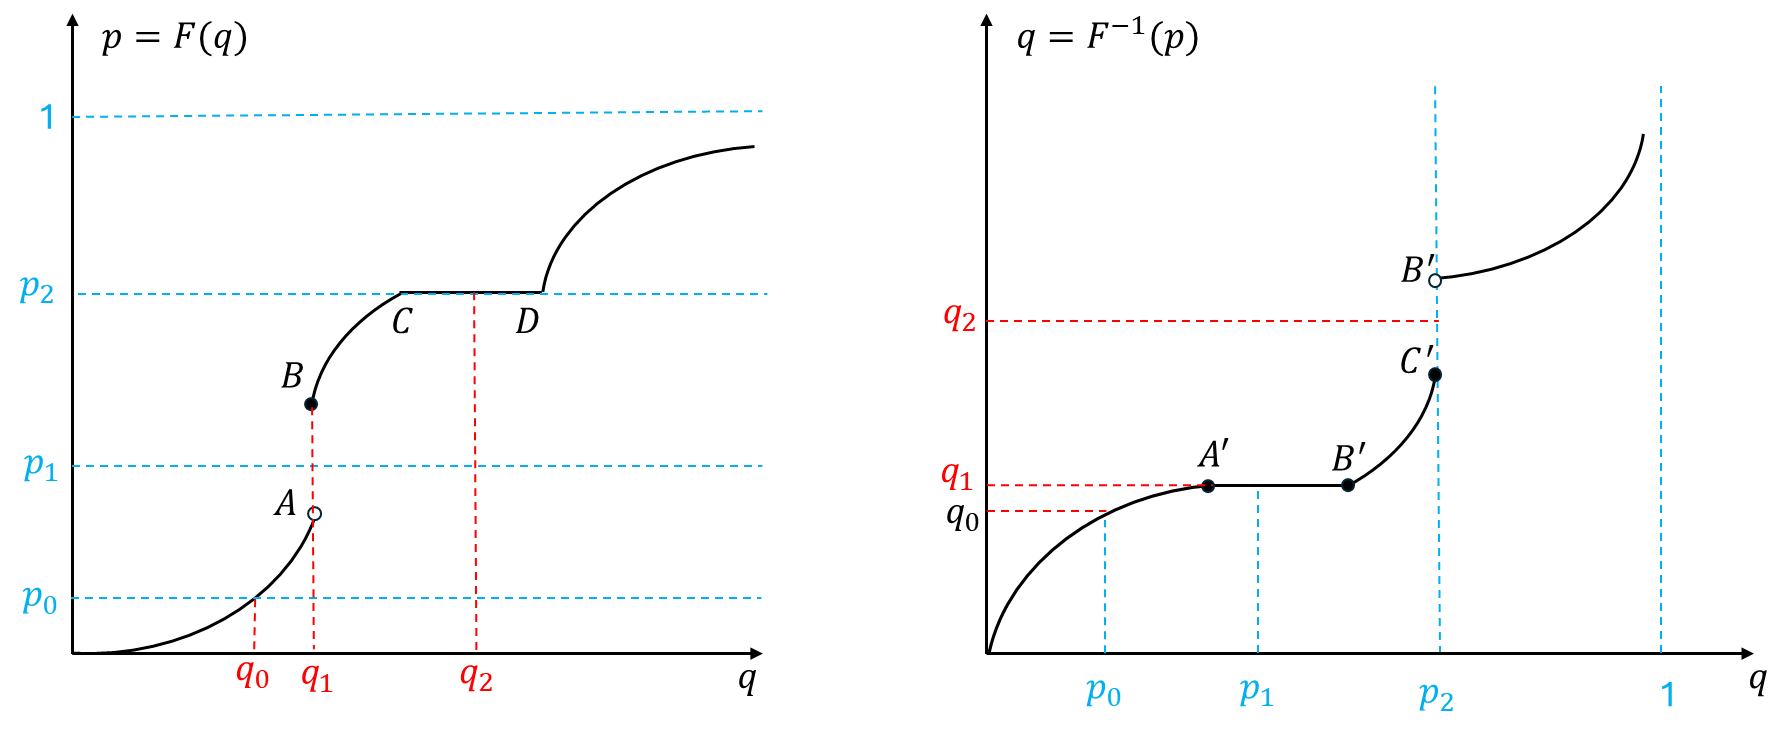 p = F(q)
1
p₂
C
D
B
p₁
A
p₀
q₀
q₁
q₂
q
q = F⁻¹(p)
B′
q₂
C′
A′
B′
q₁
q₀
p₀
p₁
p₂
1
q